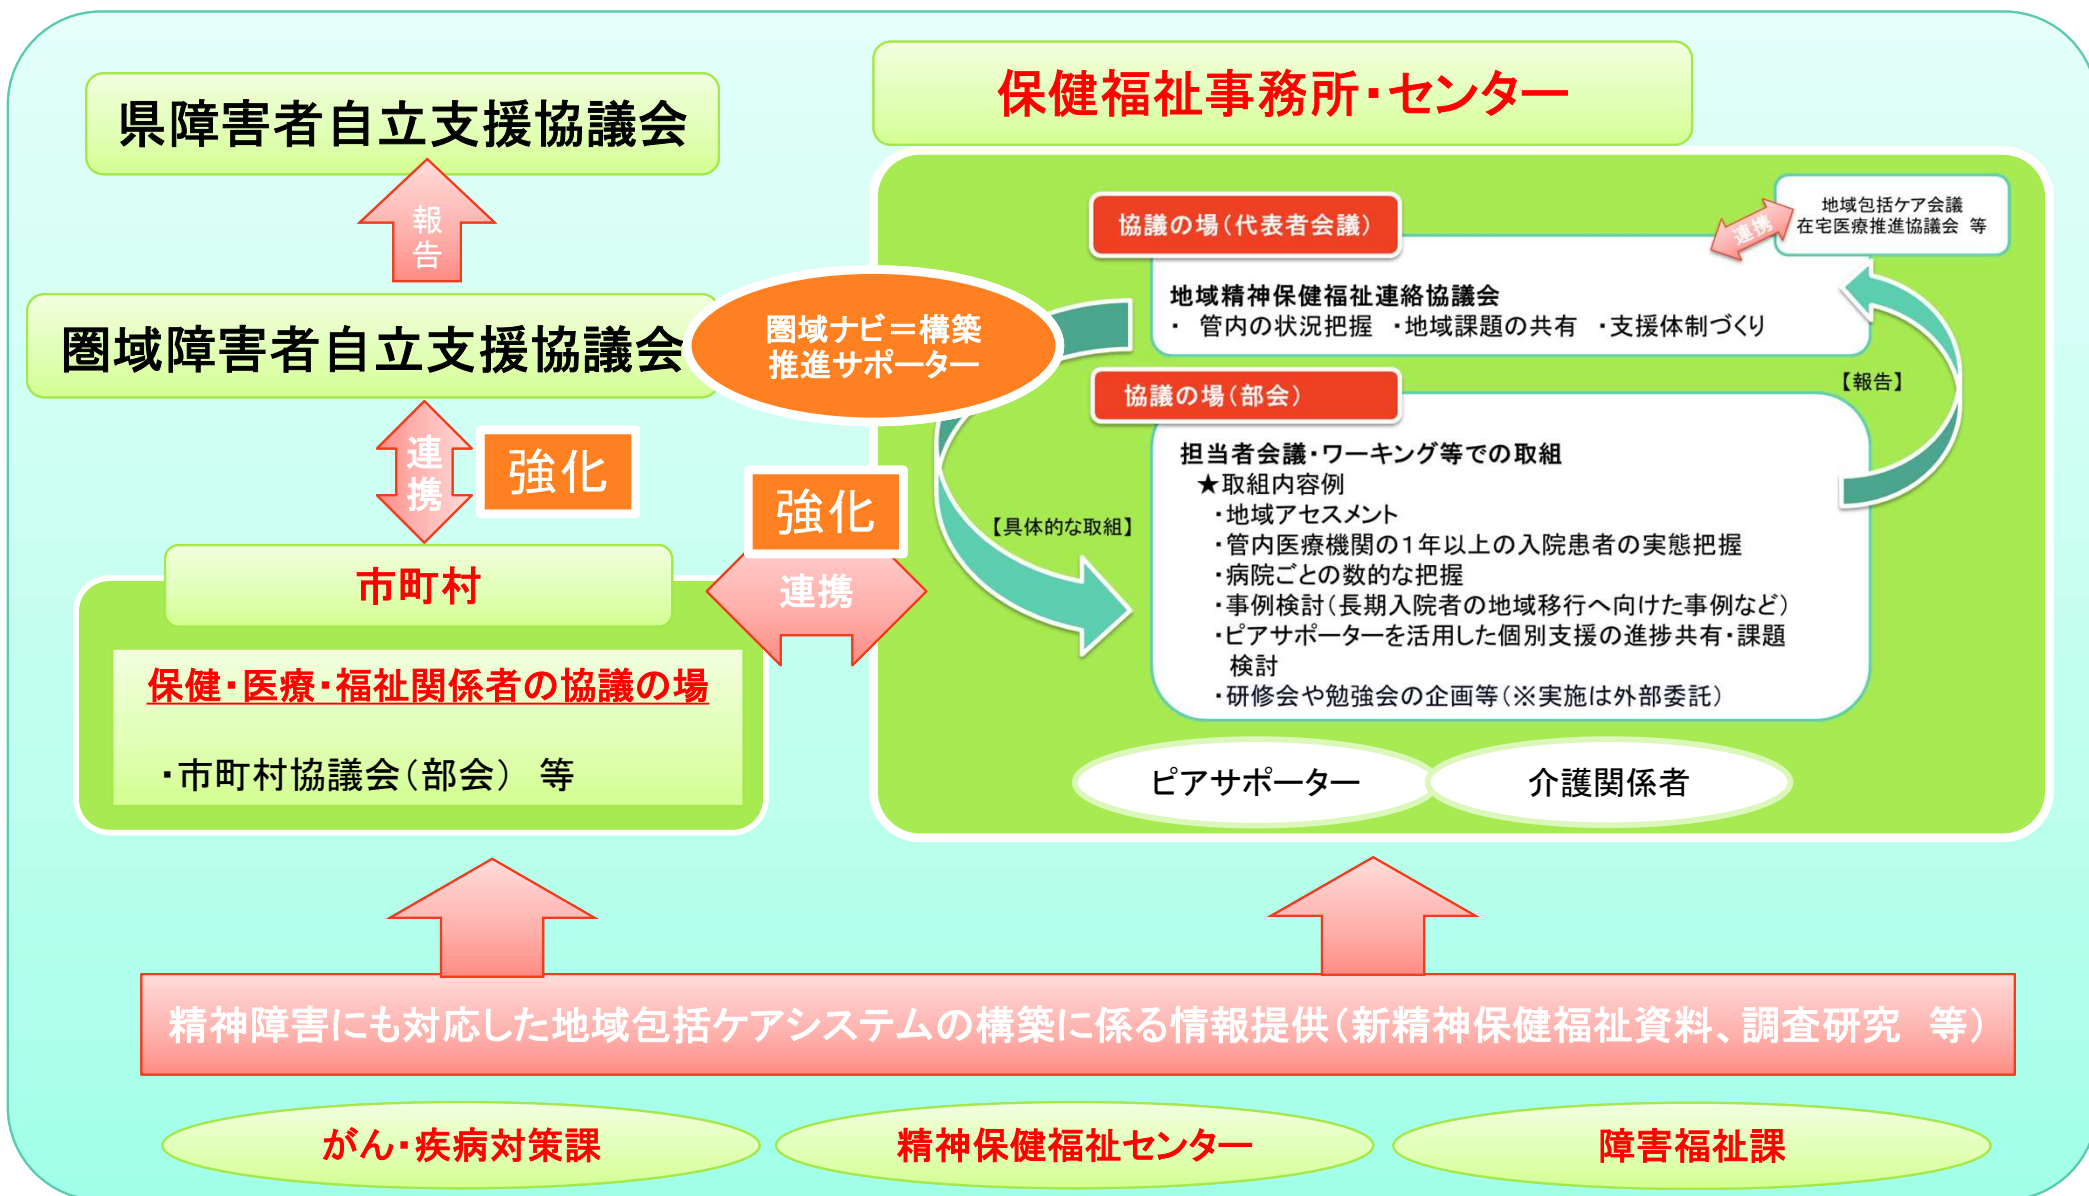 県障害者自立支援協議会
報
告
圏域障害者自立支援協議会
圏域ナビ＝構築
推進サポーター
連
携
強化
市町村
保健・医療・福祉関係者の協議の場
・市町村協議会（部会）　等
強化
連携
保健福祉事務所・センター
協議の場（代表者会議）
連携
地域包括ケア会議
在宅医療推進協議会　等
地域精神保健福祉連絡協議会
・　管内の状況把握　・地域課題の共有　・支援体制づくり
【報告】
協議の場（部会）
【具体的な取組】
担当者会議・ワーキング等での取組
★取組内容例
・地域アセスメント
・管内医療機関の１年以上の入院患者の実態把握
・病院ごとの数的な把握
・事例検討（長期入院者の地域移行へ向けた事例など）
・ピアサポーターを活用した個別支援の進捗共有・課題
検討
・研修会や勉強会の企画等（※実施は外部委託）
ピアサポーター
介護関係者
精神障害にも対応した地域包括ケアシステムの構築に係る情報提供（新精神保健福祉資料、調査研究　等）
がん・疾病対策課
精神保健福祉センター
障害福祉課